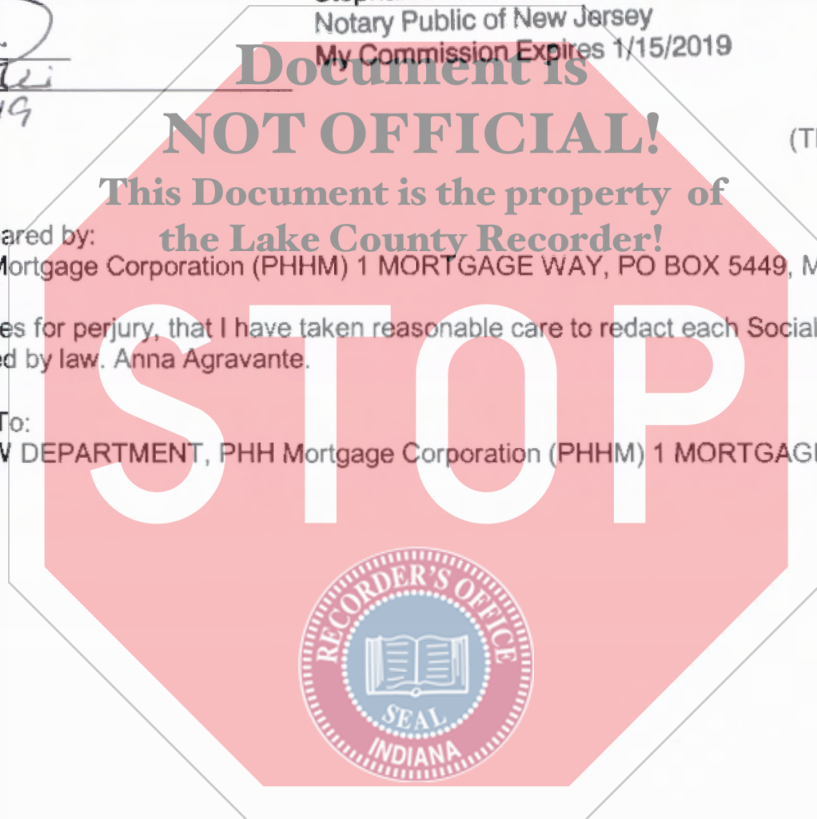 Notary Public of New Jersey
My Commission Expires 1/15/2019
Document is
NOT OFFICIAL!
(T
This Document is the property of
the Lake County Recorder!
ared by:
Mortgage Corporation (PHHM) 1 MORTGAGE WAY, PO BOX 5449, M
es for perjury, that I have taken reasonable care to redact each Social
d by law. Anna Agravante.
To:
W DEPARTMENT, PHH Mortgage Corporation (PHHM) 1 MORTGAGE
STOP
RECORDER'S OFFICE
SEAL
INDIANA